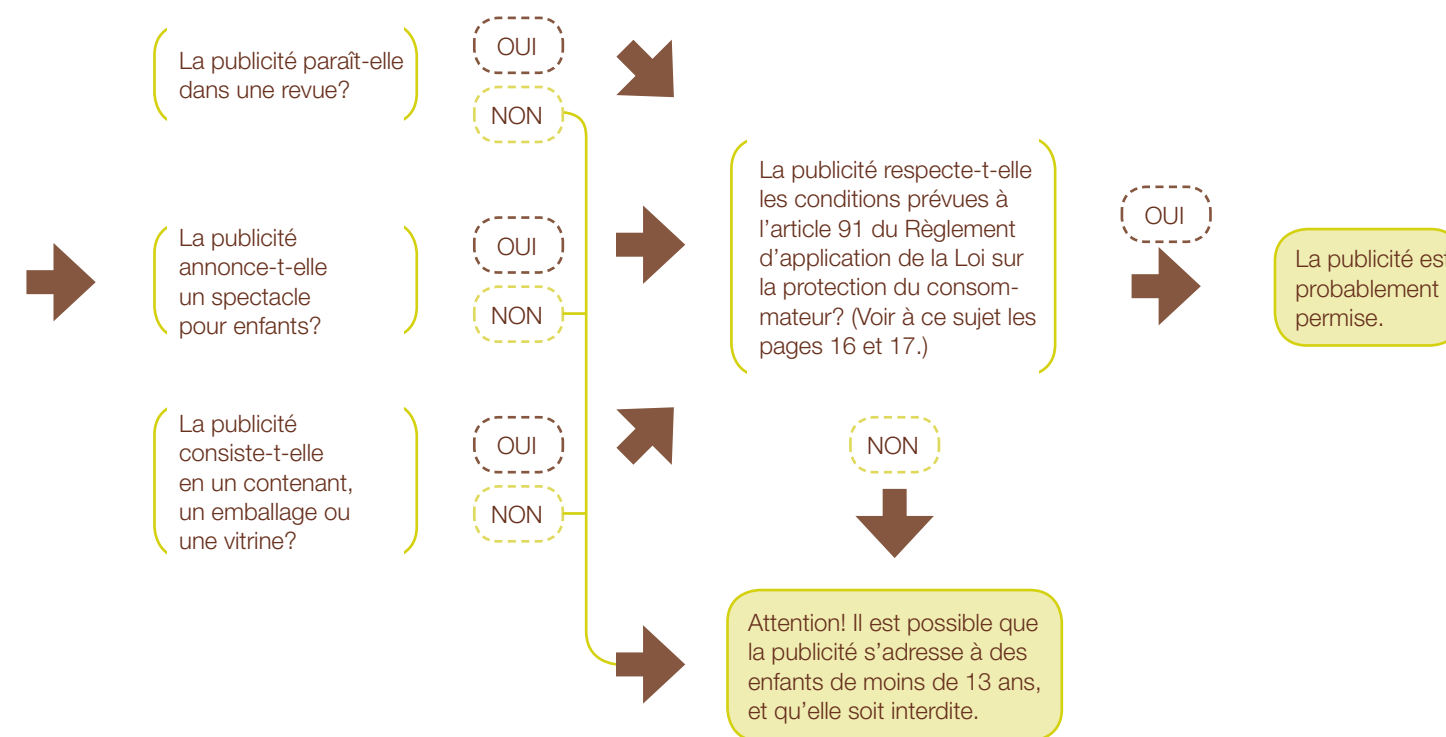 La publicité paraît-elle
dans une revue?
OUI
NON
La publicité
annonce-t-elle
un spectacle
pour enfants?
OUI
NON
La publicité
consiste-t-elle
en un contenant,
un emballage ou
une vitrine?
OUI
NON
La publicité respecte-t-elle
les conditions prévues à
l’article 91 du Règlement
d’application de la Loi sur
la protection du consom-
mateur? (Voir à ce sujet les
pages 16 et 17.)
OUI
La publicité est
probablement
permise.
NON
Attention! Il est possible que
la publicité s’adresse à des
enfants de moins de 13 ans,
et qu’elle soit interdite.